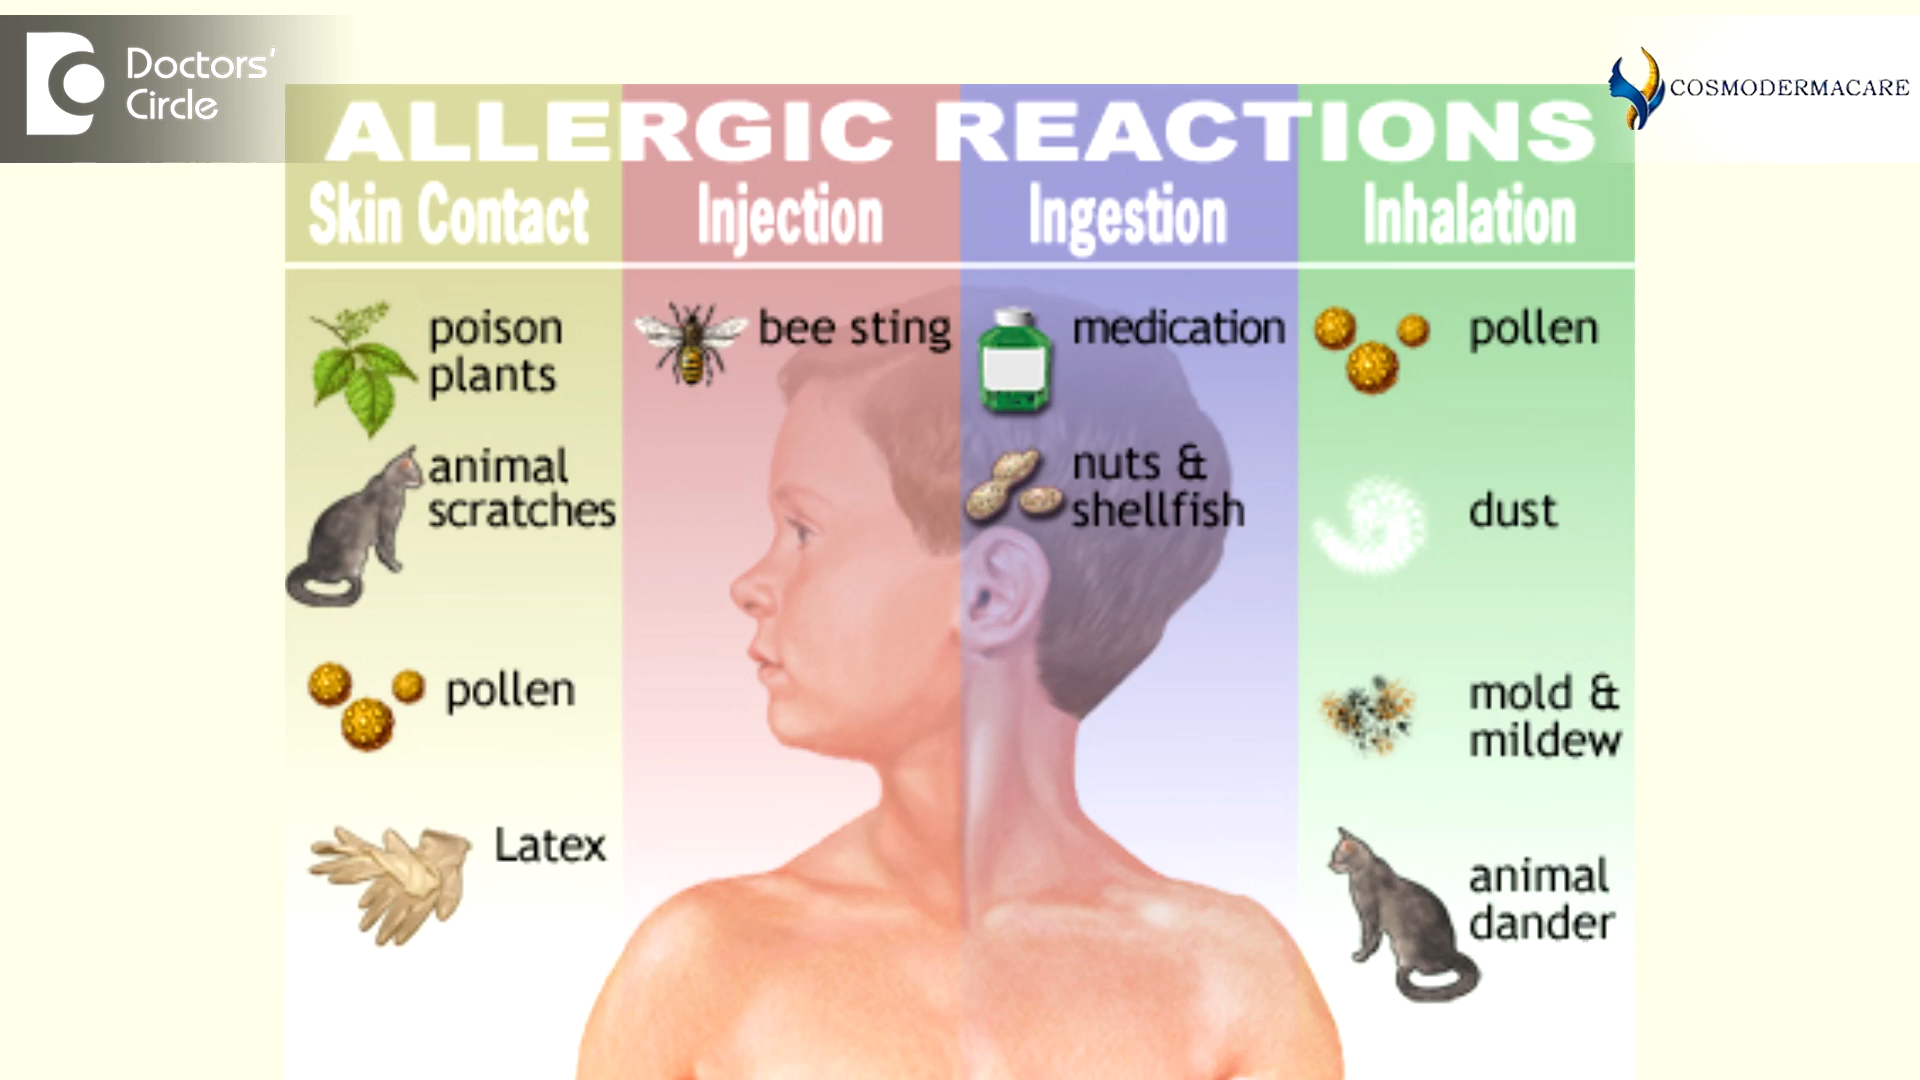 Doctors'
Circle
COSMODERMACARE
ALLERGIC REACTIONS
Skin Contact
poison
plants
animal
scratches
pollen
Latex
Injection
bee sting
Ingestion
medication
nuts &
shellfish
Inhalation
pollen
dust
mold &
mildew
animal
dander